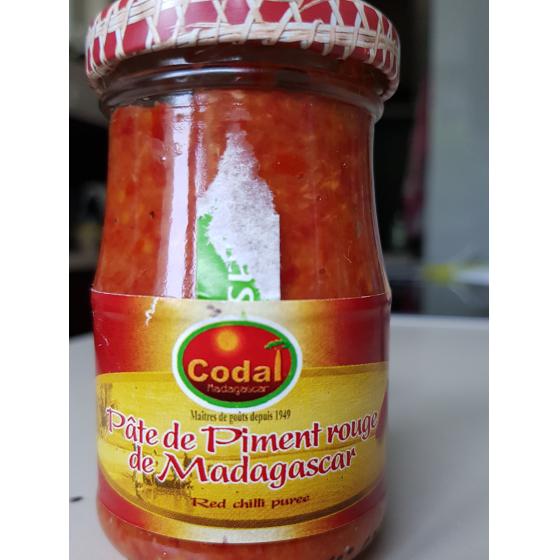 Codal
Madagascar
Maîtres de goûts depuis 1949
Pâte de Piment rouge
de Madagascar
Red chilli puree